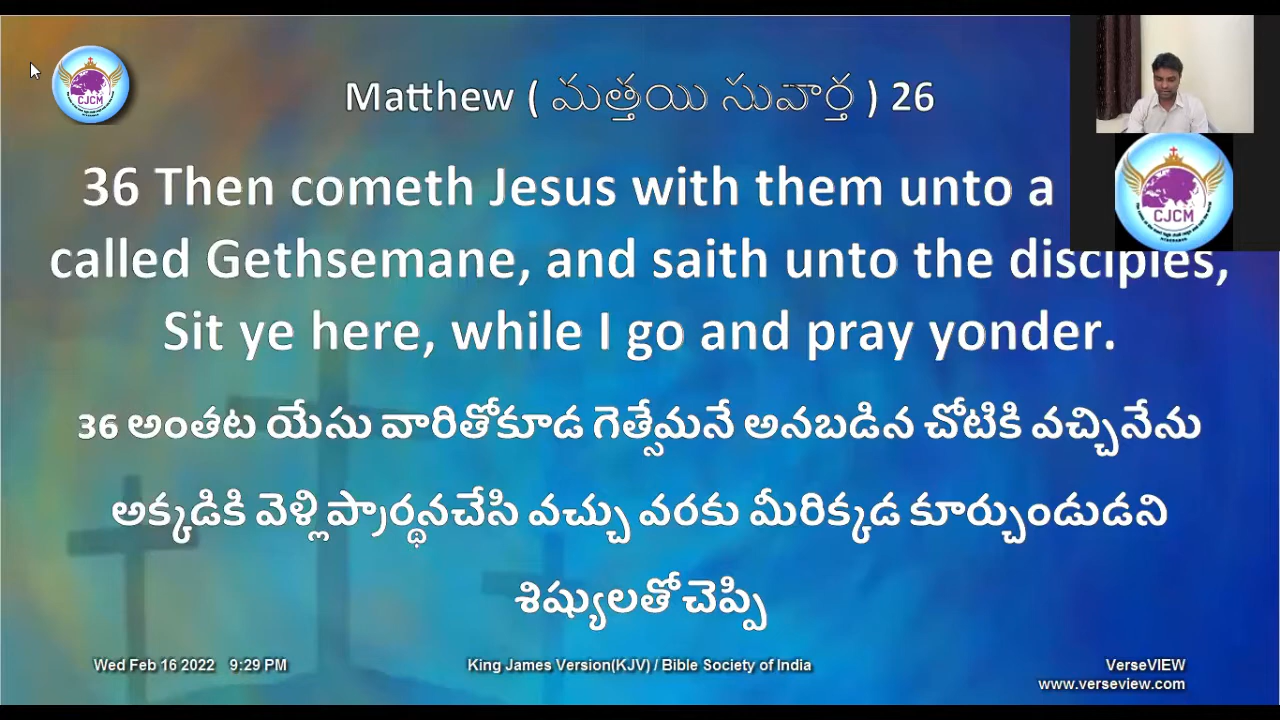 Matthew ( మత్తయి సువార్త ) 26
36 Then cometh Jesus with them unto a
called Gethsemane, and saith unto the disciples,
Sit ye here, while I go and pray yonder.
36 అంతట యేసు వారితోకూడ గెత్సేమనే అనబడిన చోటికి వచ్చినేను
అక్కడికి వెళ్లిప్రార్థనచేసి వచ్చు వరకు మీరిక్కడ కూర్చుండుడని
శిష్యులతోచెప్పి
Wed Feb 16 2022 9:29 PM
King James Version(KJV) / Bible Society of India
VerseVIEW
www.verseview.com
CJCM
CJCM